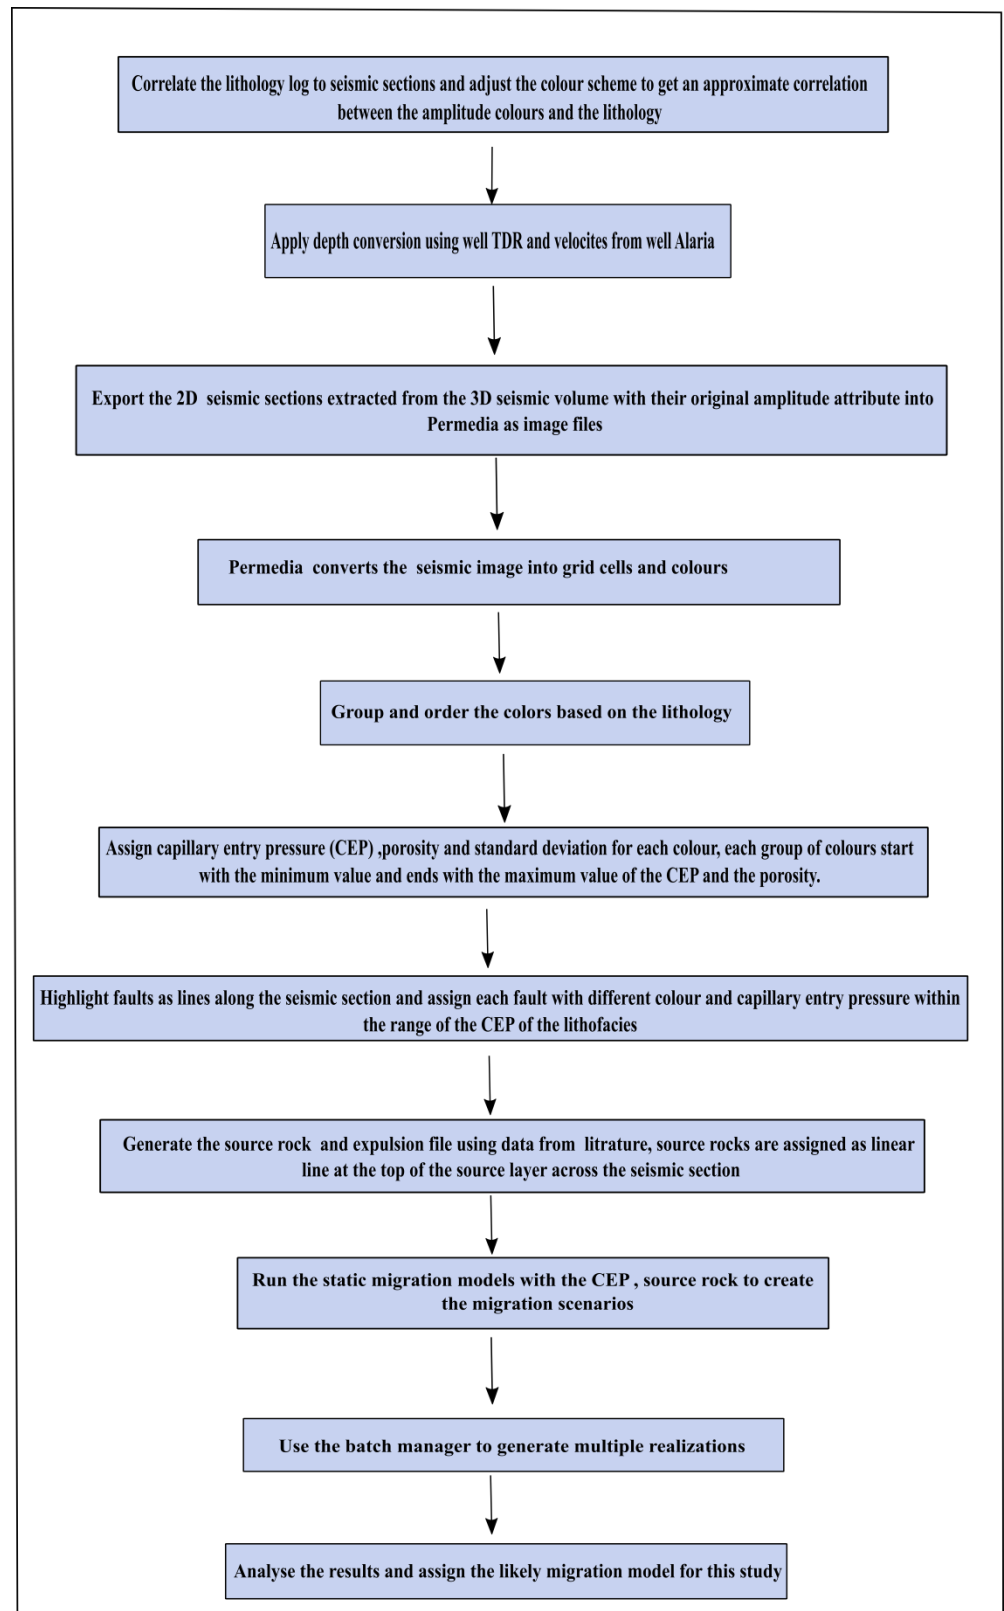 Correlate the lithology log to seismic sections and adjust the colour scheme to get an approximate correlation
between the amplitude colours and the lithology
Apply depth conversion using well TDR and velocites from well Alaria
Export the 2D seismic sections extracted from the 3D seismic volume with their original amplitude attribute into
Permedia as image files
Permedia converts the seismic image into grid cells and colours
Group and order the colors based on the lithology
Assign capillary entry pressure (CEP) ,porosity and standard deviation for each colour, each group of colours start
with the minimum value and ends with the maximum value of the CEP and the porosity.
Highlight faults as lines along the seismic section and assign each fault with different colour and capillary entry pressure within
the range of the CEP of the lithofacies
Generate the source rock and expulsion file using data from litrature, source rocks are assigned as linear
line at the top of the source layer across the seismic section
Run the static migration models with the CEP , source rock to create
the migration scenarios
Use the batch manager to generate multiple realizations
Analyse the results and assign the likely migration model for this study